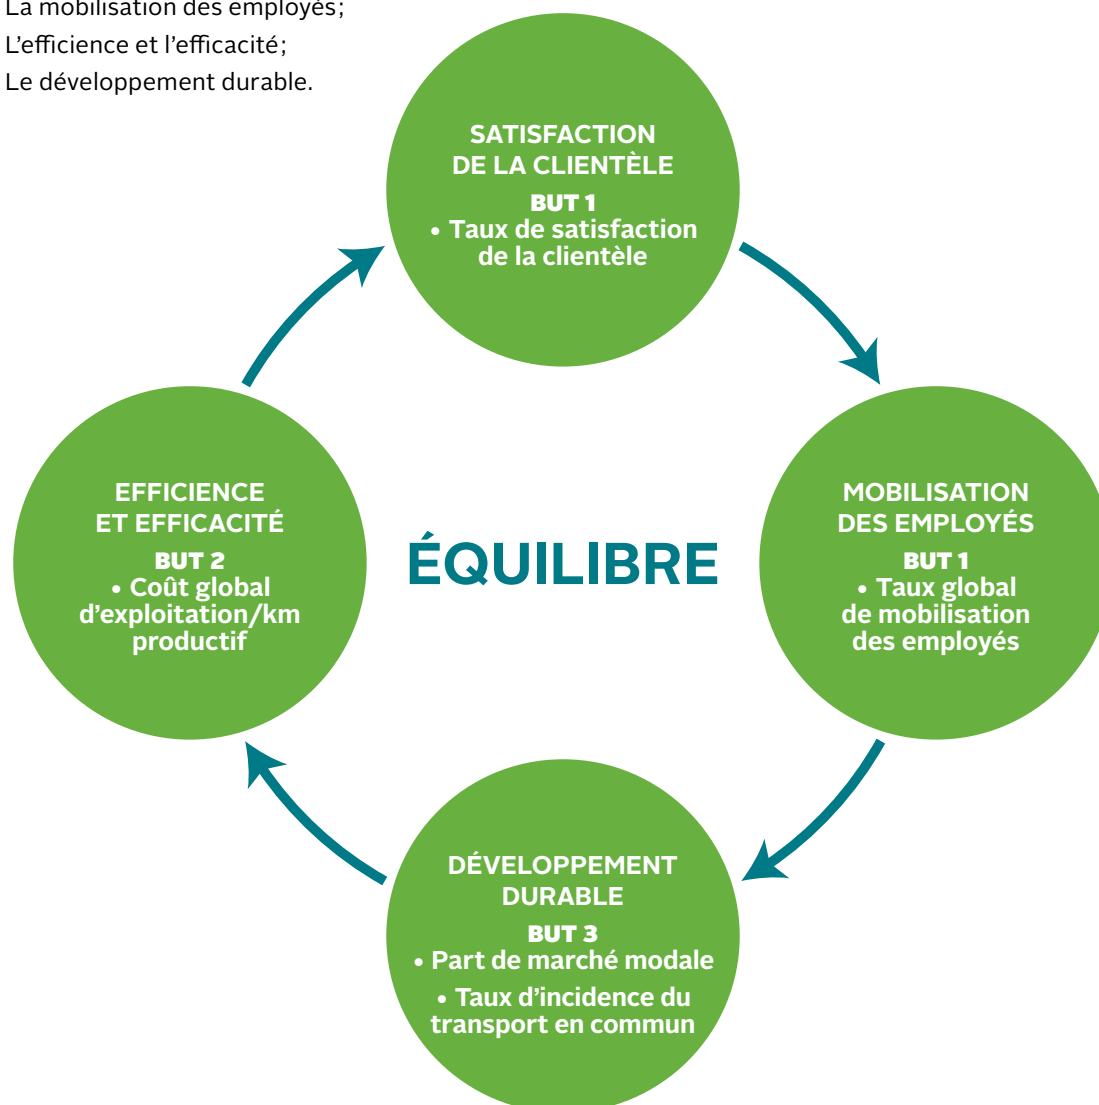 La mobilisation des employés;
L'efficience et l'efficacité;
Le développement durable.
SATISFACTION
DE LA CLIENTÈLE
BUT 1
• Taux de satisfaction
de la clientèle
EFFICIENCE
ET EFFICACITÉ
BUT 2
• Coût global
d'exploitation/km
productif
ÉQUILIBRE
MOBILISATION
DES EMPLOYÉS
BUT 1
• Taux global
de mobilisation
des employés
DÉVELOPPEMENT
DURABLE
BUT 3
• Part de marché modale
• Taux d'incidence du
transport en commun